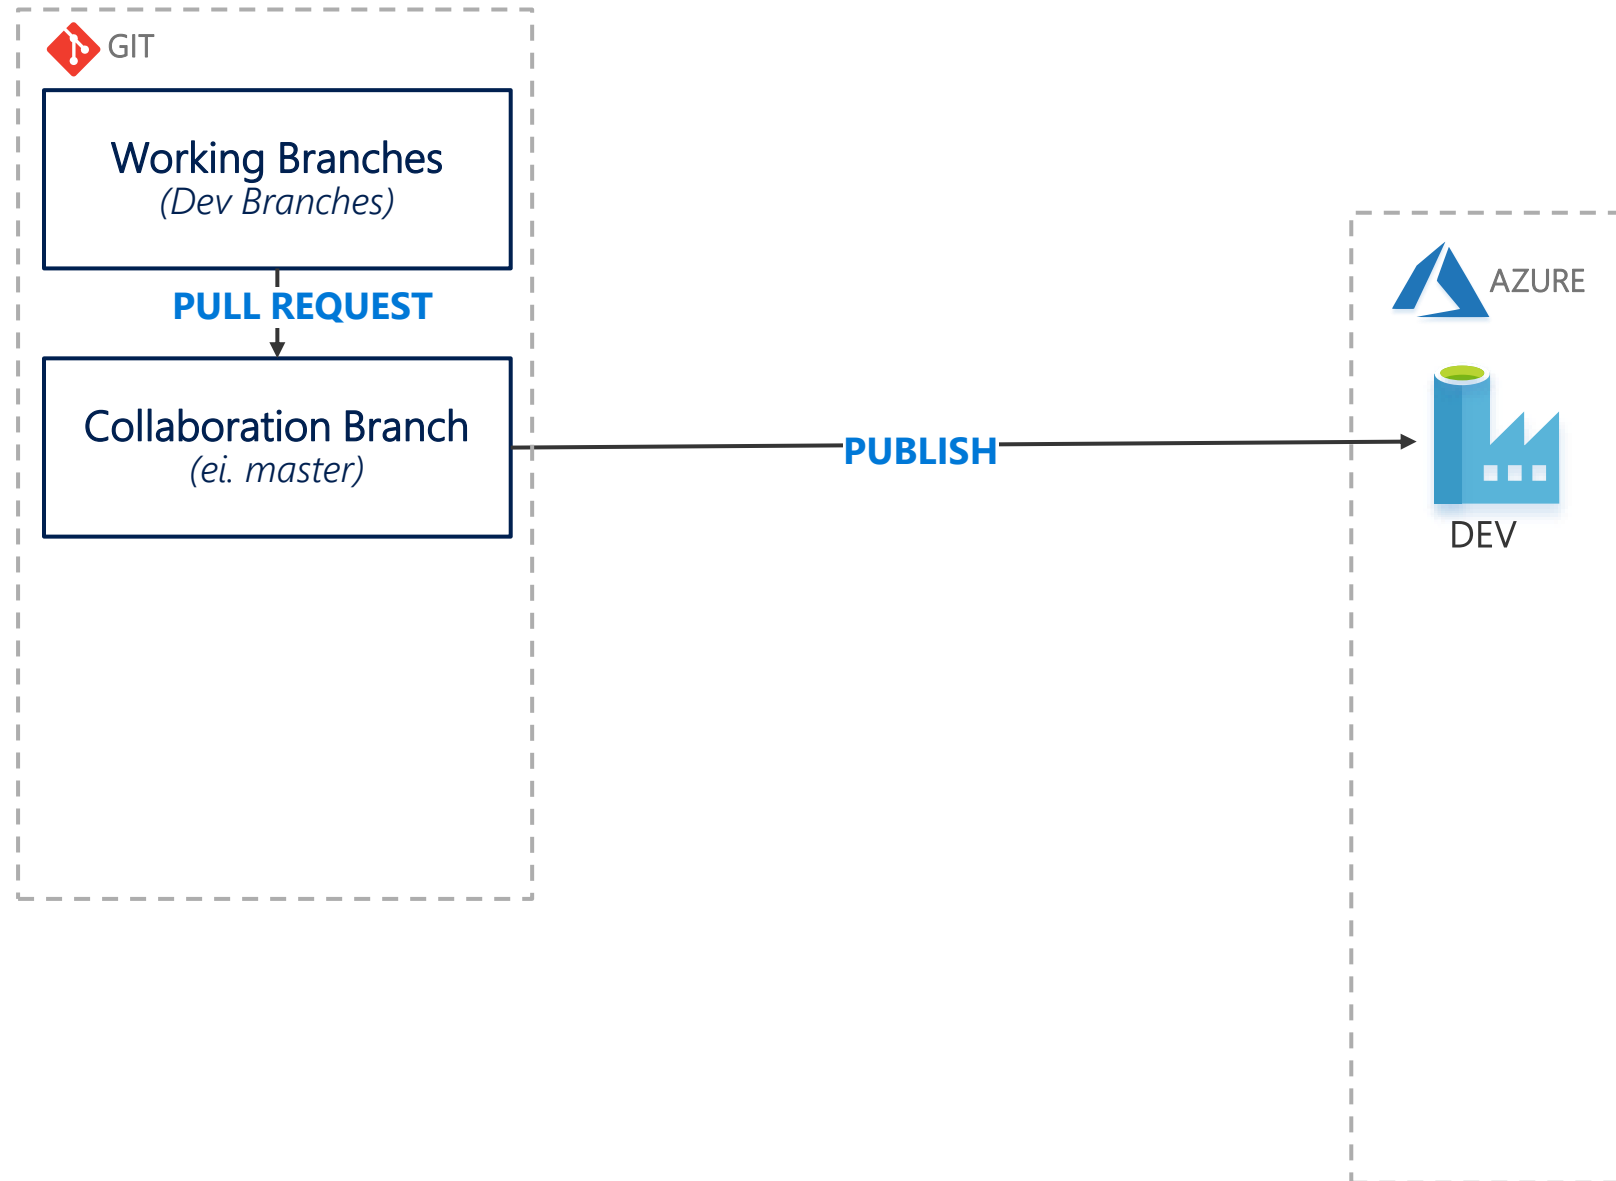 GIT
Working Branches
(Dev Branches)
PULL REQUEST
Collaboration Branch
(ei. master)
PUBLISH
AZURE
DEV